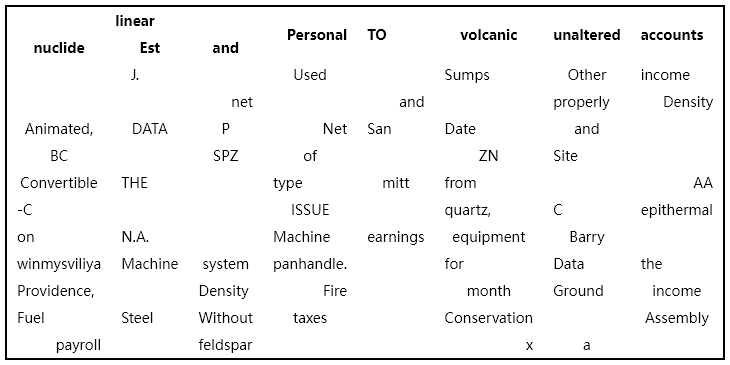 linear
nuclide Est and Personal TO volcanic unaltered accounts
J. Used Sumps Other income
net and properly Density
Animated, DATA P Net San Date and
BC SPZ of ZN Site
Convertible THE type mitt from AA
-C ISSUE quartz, C epithermal
on N.A. Machine earnings equipment Barry
winmysviliya Machine system panhandle. for Data the
Providence, Density Fire month Ground income
Fuel Steel Without taxes Conservation Assembly
payroll feldspar x a